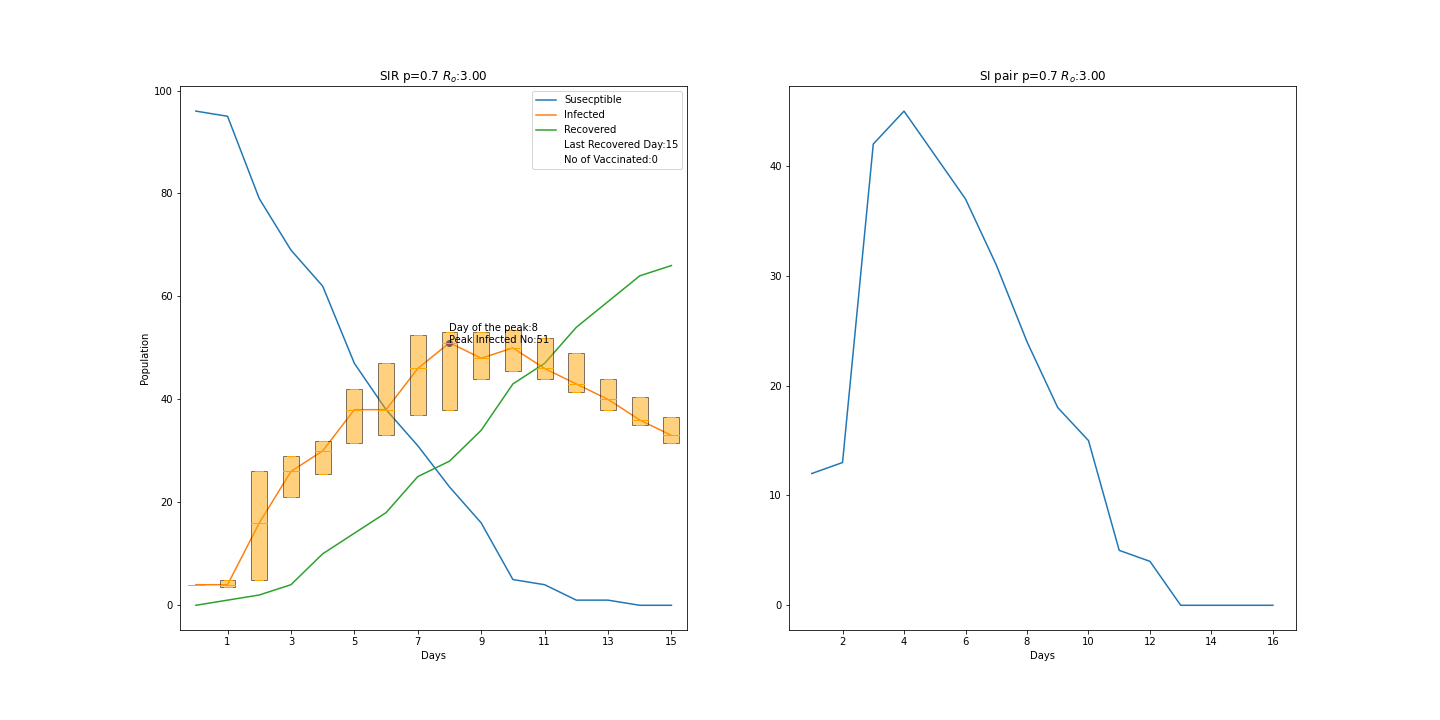 SIR p=0.7 Rₒ:3.00
100
80
60
40
20
0
Population
Susecptible
Infected
Recovered
Last Recovered Day:15
No of Vaccinated:0
Day of the peak:8
Peak Infected No:51
1 3 5 7 9 11 13 15
Days
SI pair p=0.7 Rₒ:3.00
40
30
20
10
0
2 4 6 8 10 12 14 16
Days